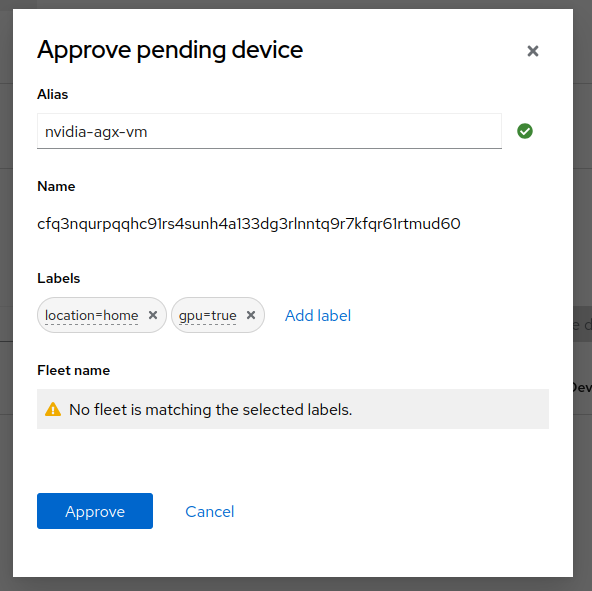 Approve pending device
Alias
nvidia-agx-vm
Name
cfq3nqurpqqhc91rs4sunh4a133dg3rlnntq9r7kfqr61rtmud60
Labels
location=home gpu=true Add label
Fleet name
No fleet is matching the selected labels.
Approve Cancel